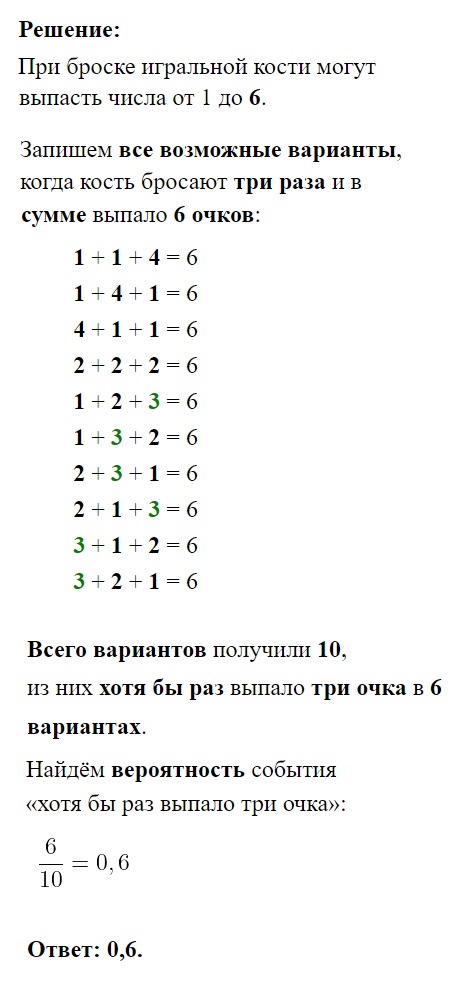 Решение:
При броске игральной кости могут
выпасть числа от 1 до 6.
Запишем все возможные варианты,
когда кость бросают три раза и в
сумме выпало 6 очков:
1 + 1 + 4 = 6
1 + 4 + 1 = 6
4 + 1 + 1 = 6
2 + 2 + 2 = 6
1 + 2 + 3 = 6
1 + 3 + 2 = 6
2 + 3 + 1 = 6
2 + 1 + 3 = 6
3 + 1 + 2 = 6
3 + 2 + 1 = 6
Всего вариантов получили 10,
из них хотя бы раз выпало три очка в 6
вариантах.
Найдём вероятность события
«хотя бы раз выпало три очка»:
6/10 = 0,6
Ответ: 0,6.